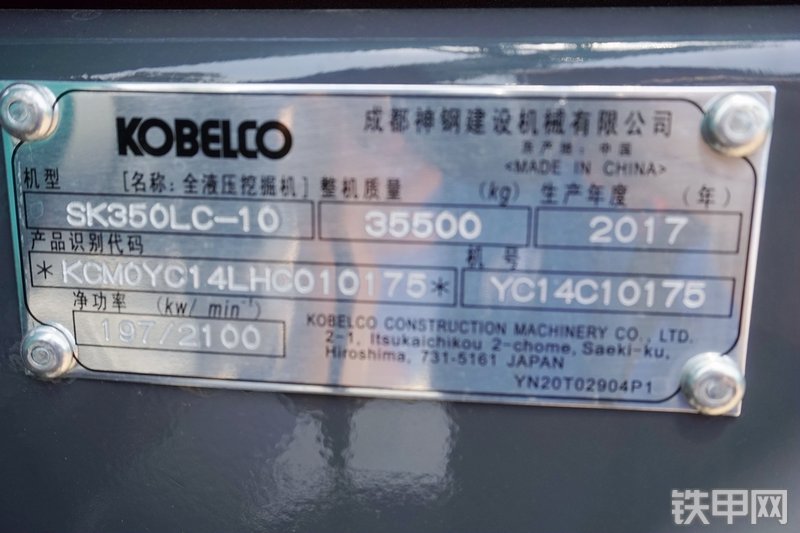 KOBELCO
成都神钢建设机械有限公司
原产地: 中国
<MADE IN CHINA>
机型 [名称: 全液压挖掘机] 整机质量 (kg) 生产年度 (年)
SK350LC-10 35500 2017
产品识别代码 机号
*KCM0YC14LHC010175* YC14C10175
净功率 (kw/ min⁻¹)
197/2100
KOBELCO CONSTRUCTION MACHINERY CO., LTD.
2-1, Itsukaichikou 2-chome, Saeki-ku,
Hiroshima, 731-5161 JAPAN
YN20T02904P1
铁甲网